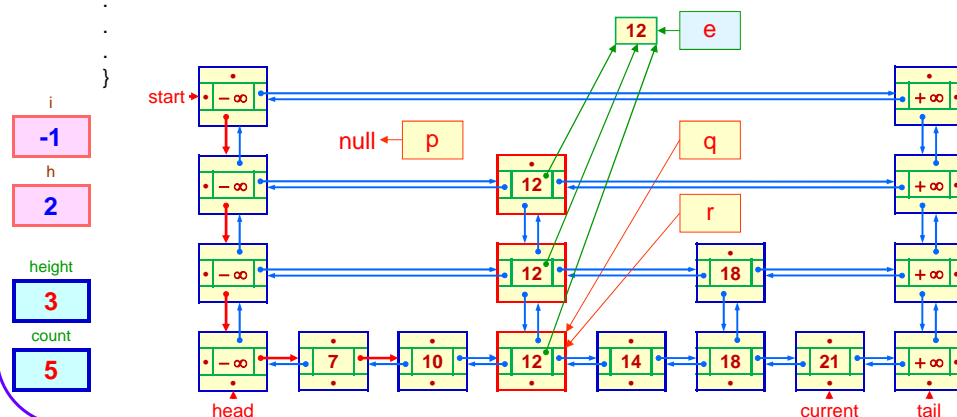 .
.
.
}
i
-1
h
2
height
3
count
5
12
e
start
− ∞
+ ∞
null
p
q
− ∞
12
+ ∞
r
− ∞
12
18
+ ∞
− ∞
7
10
12
14
18
21
+ ∞
head
current
tail